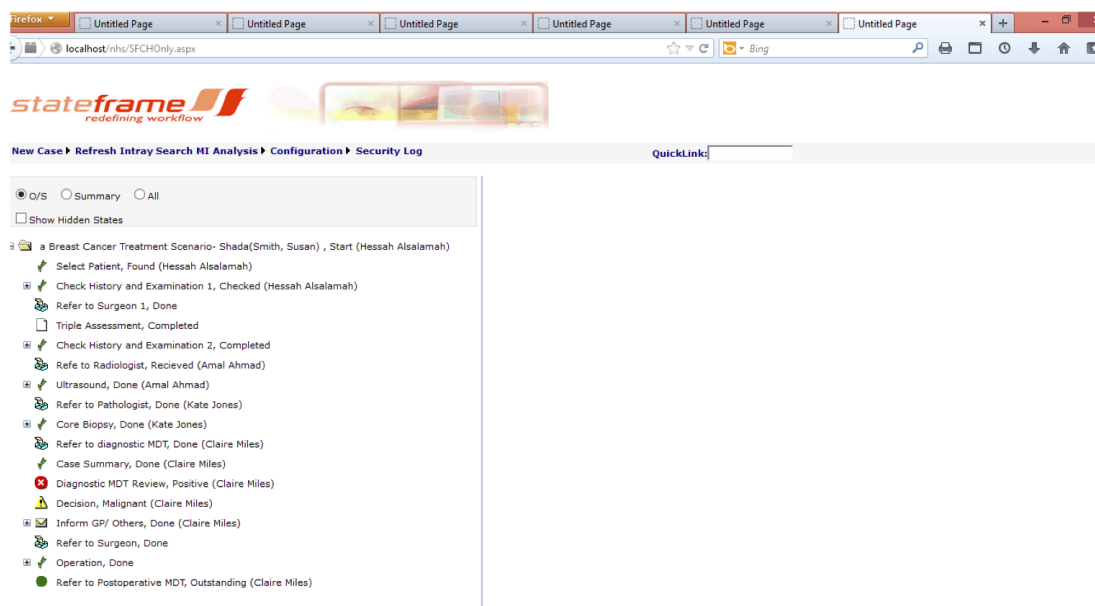 Firefox
Untitled Page × Untitled Page × Untitled Page × Untitled Page × Untitled Page × Untitled Page × +
localhost/nhs/SFCHOnly.aspx Bing
stateframe
redefining workflow
New Case Refresh Intray Search MI Analysis Configuration Security Log QuickLink:
O/S Summary All
Show Hidden States
a Breast Cancer Treatment Scenario- Shada(Smith, Susan) , Start (Hessah Alsalamah)
Select Patient, Found (Hessah Alsalamah)
Check History and Examination 1, Checked (Hessah Alsalamah)
Refer to Surgeon 1, Done
Triple Assessment, Completed
Check History and Examination 2, Completed
Refe to Radiologist, Recieved (Amal Ahmad)
Ultrasound, Done (Amal Ahmad)
Refer to Pathologist, Done (Kate Jones)
Core Biopsy, Done (Kate Jones)
Refer to diagnostic MDT, Done (Claire Miles)
Case Summary, Done (Claire Miles)
Diagnostic MDT Review, Positive (Claire Miles)
Decision, Malignant (Claire Miles)
Inform GP/ Others, Done (Claire Miles)
Refer to Surgeon, Done
Operation, Done
Refer to Postoperative MDT, Outstanding (Claire Miles)